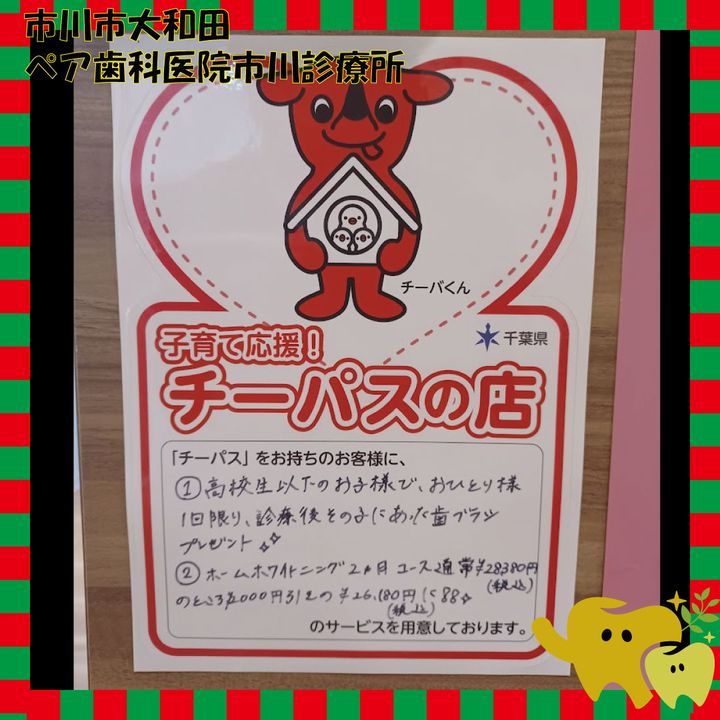 市川市大和田
ペア歯科医院市川診療所
チーバくん
子育て応援！
千葉県
チーパスの店
「チーパス」をお持ちのお客様に、
①高校生以下のお子様で、おひとり様
1回限り、診療後その子にあった歯ブラシ
プレゼント
②ホームホワイトニング2ヶ月コース通常¥28380円
(税込)
のところ2000円引きの¥26,180円に
(税込)
のサービスを用意しております。